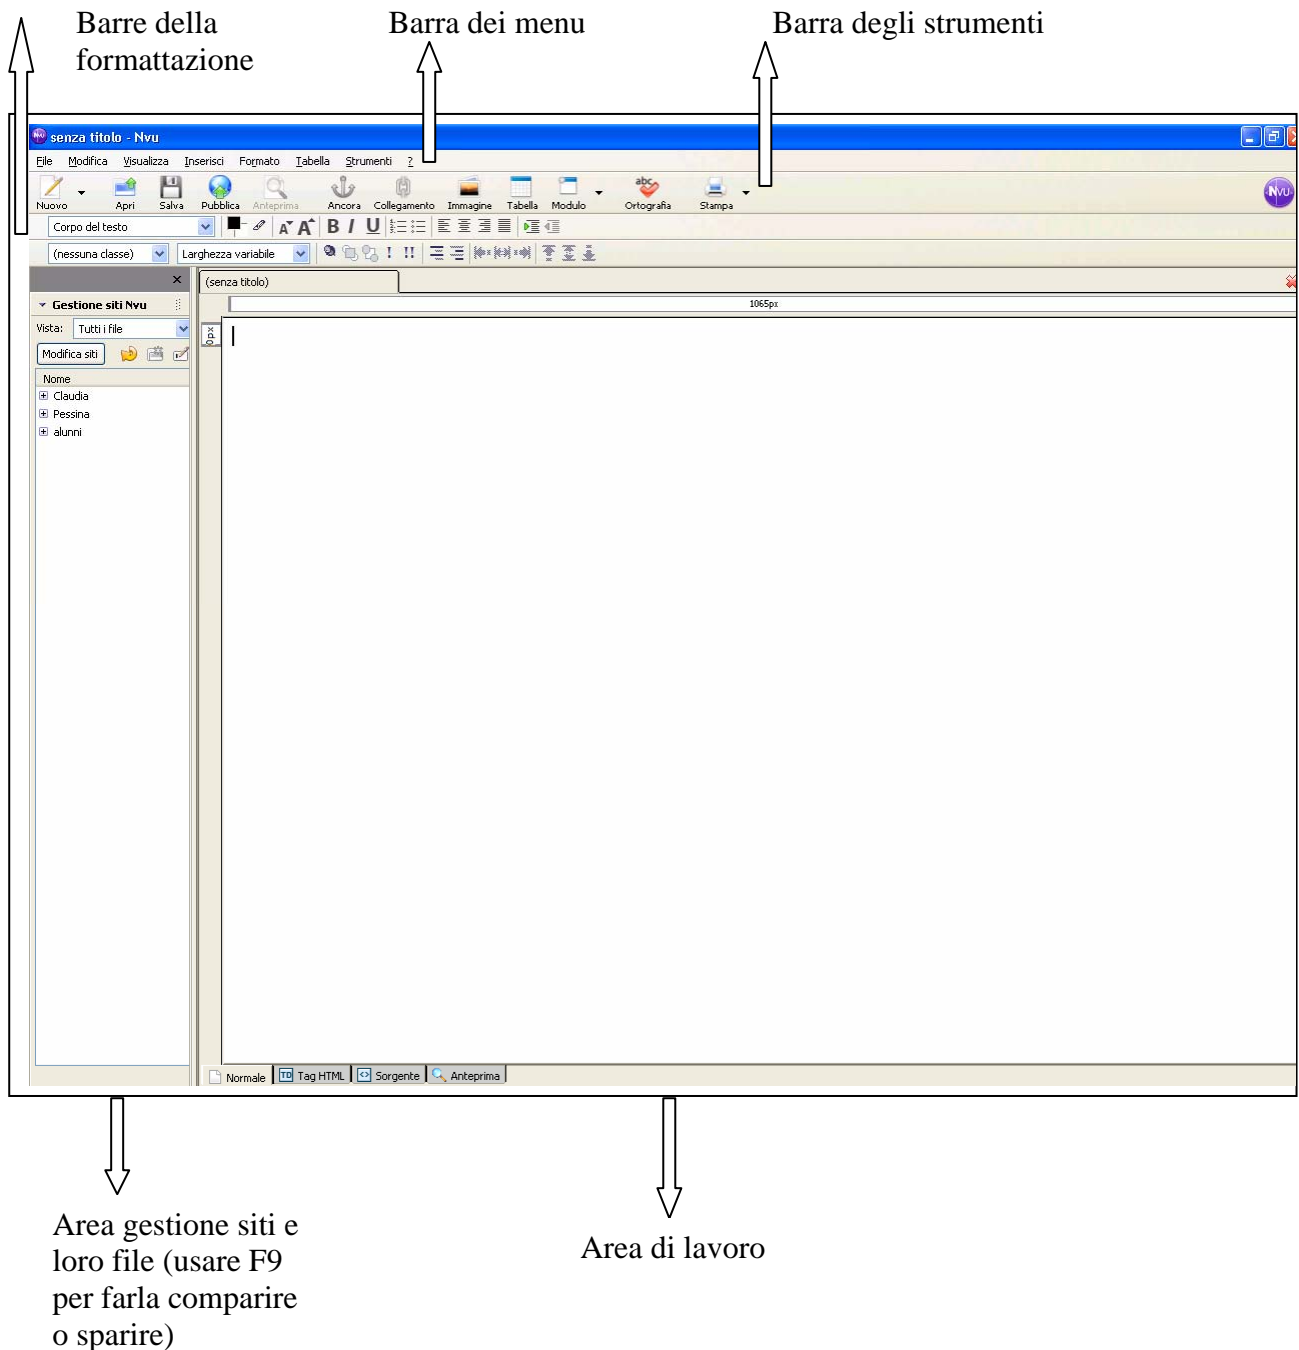 Barre della
formattazione
Barra dei menu
Barra degli strumenti
senza titolo - Nvu
File Modifica Visualizza Inserisci Formato Tabella Strumenti ?
Nuovo Apri Salva Pubblica Anteprima Ancora Collegamento Immagine Tabella Modulo Ortografia Stampa
Corpo del testo
(nessuna classe) Larghezza variabile
(senza titolo)
Gestione siti Nvu
1065px
Vista: Tutti i file
0px
Modifica siti
Nome
Claudia
Pessina
alunni
Normale Tag HTML Sorgente Anteprima
Area gestione siti e
loro file (usare F9
per farla comparire
o sparire)
Area di lavoro